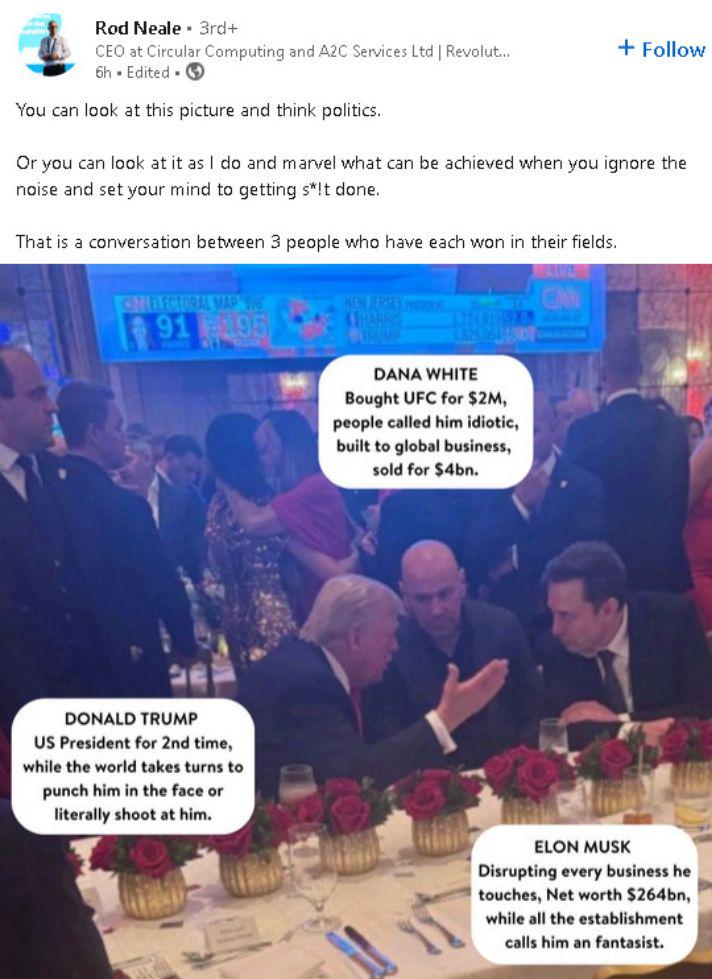 Rod Neale • 3rd+
CEO at Circular Computing and A2C Services Ltd | Revolut...
+ Follow
6h • Edited •
You can look at this picture and think politics.
Or you can look at it as I do and marvel what can be achieved when you ignore the
noise and set your mind to getting s*!t done.
That is a conversation between 3 people who have each won in their fields.
LIVE
CNN ELECTORAL MAP
NEW JERSEY
CNN
91
195
HARRIS
TRUMP
DANA WHITE
Bought UFC for $2M,
people called him idiotic,
built to global business,
sold for $4bn.
DONALD TRUMP
US President for 2nd time,
while the world takes turns to
punch him in the face or
literally shoot at him.
ELON MUSK
Disrupting every business he
touches, Net worth $264bn,
while all the establishment
calls him an fantasist.